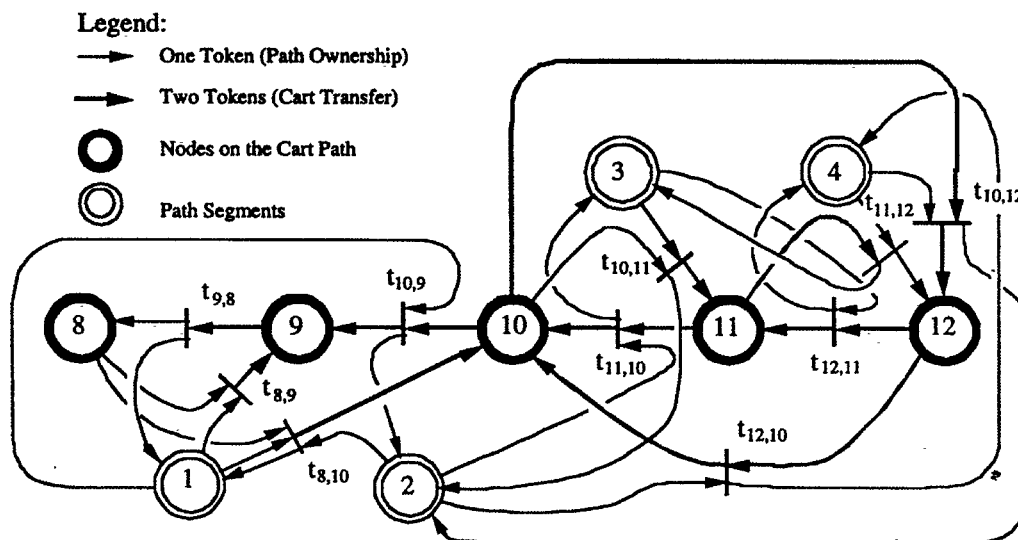 Legend:
One Token (Path Ownership)
Two Tokens (Cart Transfer)
Nodes on the Cart Path
Path Segments
3
4
t10,12
t11,12
t10,11
t10,9
t9,8
8
9
10
11
12
t11,10
t12,11
t8,9
t12,10
t8,10
1
2